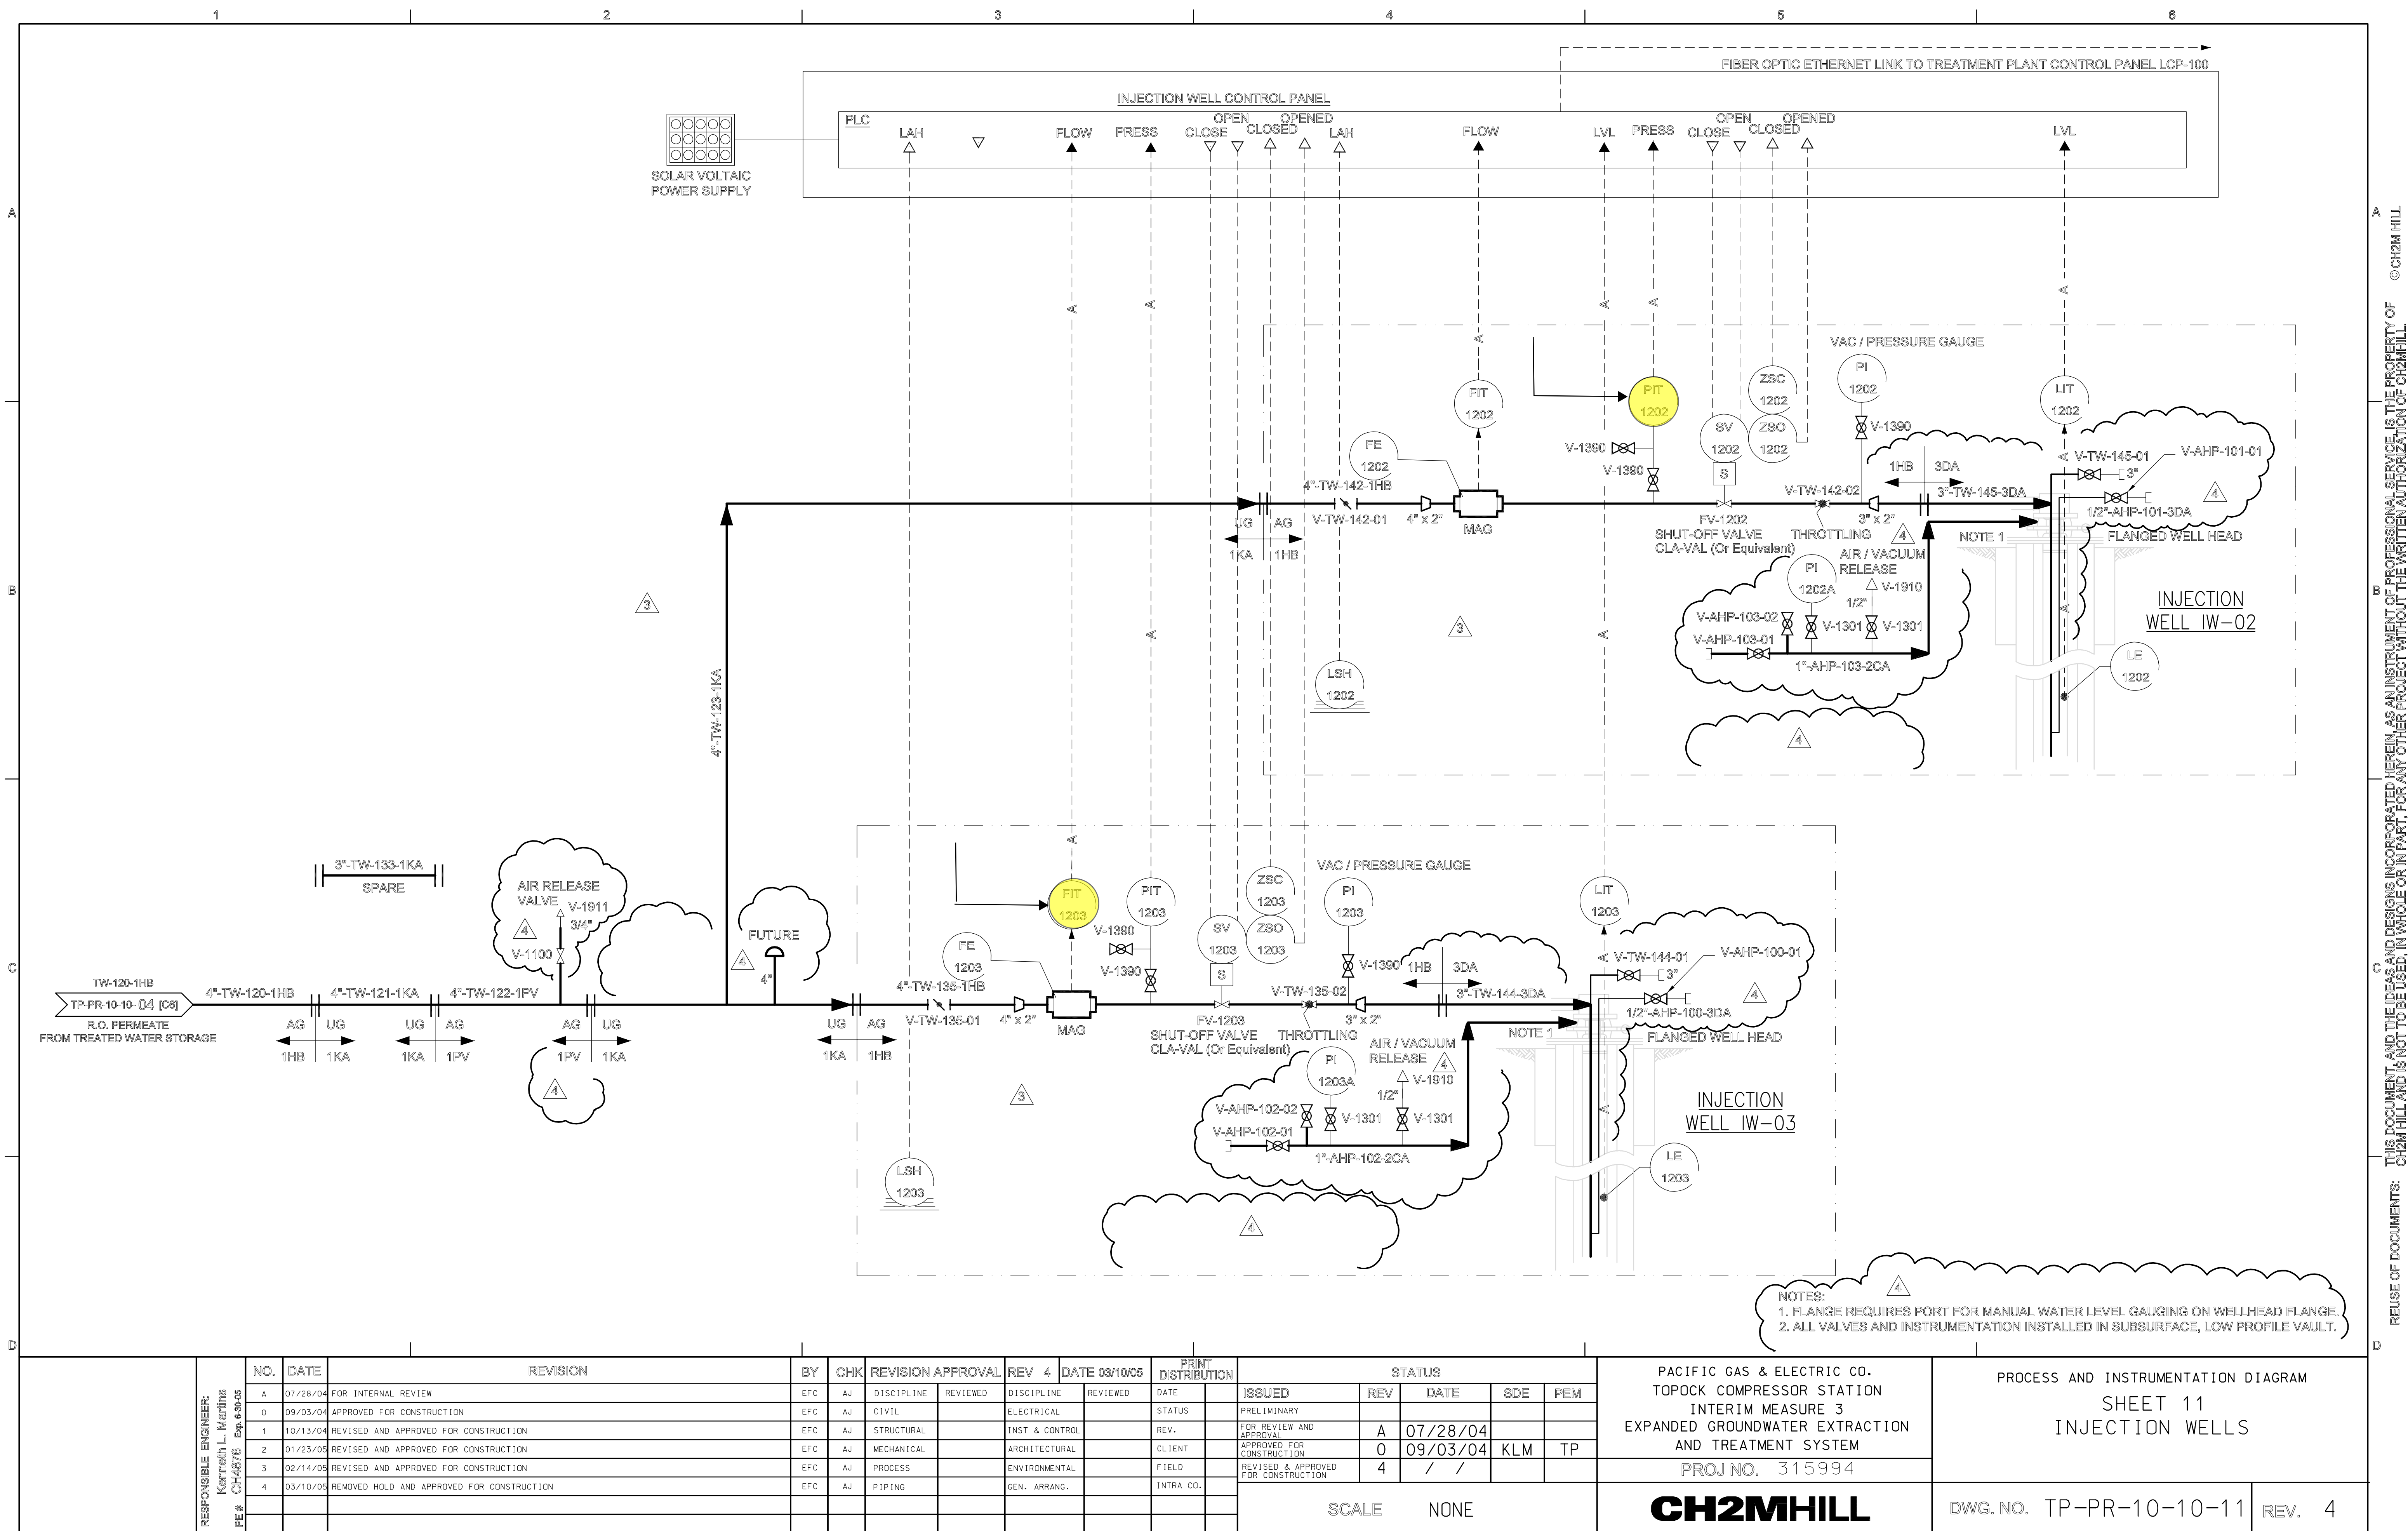 1 2 3 4 5 6
FIBER OPTIC ETHERNET LINK TO TREATMENT PLANT CONTROL PANEL LCP-100
INJECTION WELL CONTROL PANEL
PLC
LAH
FLOW
PRESS
CLOSE
OPEN
CLOSED
OPENED
LAH
FLOW
LVL
PRESS
CLOSE
OPEN
CLOSED
OPENED
LVL
SOLAR VOLTAIC
POWER SUPPLY
A
A
A
A
A
A
A
A
VAC / PRESSURE GAUGE
FIT
1202
PIT
1202
ZSC
1202
ZSO
1202
SV
1202
S
PI
1202
V-1390
LIT
1202
FE
1202
V-1390
V-1390
4"-TW-142-1HB
V-TW-142-01
4" x 2"
MAG
FV-1202
SHUT-OFF VALVE
CLA-VAL (Or Equivalent)
V-TW-142-02
THROTTLING
3" x 2"
4
1HB
3DA
3"-TW-145-3DA
A
V-TW-145-01
3"
V-AHP-101-01
4
1/2"-AHP-101-3DA
FLANGED WELL HEAD
NOTE 1
UG
AG
1KA
1HB
AIR / VACUUM
RELEASE
PI
1202A
V-1910
1/2"
V-AHP-103-02
V-1301
V-1301
V-AHP-103-01
1"-AHP-103-2CA
A
INJECTION
WELL IW-02
LE
1202
B
B
3
3
A
A
LSH
1202
4"-TW-123-1KA
4
3"-TW-133-1KA
SPARE
AIR RELEASE
VALVE
V-1911
3/4"
4
V-1100
FUTURE
4
4"
A
VAC / PRESSURE GAUGE
FIT
1203
PIT
1203
ZSC
1203
ZSO
1203
SV
1203
S
PI
1203
V-1390
LIT
1203
FE
1203
V-1390
V-1390
C
C
TW-120-1HB
TP-PR-10-10-04 [C6]
R.O. PERMEATE
FROM TREATED WATER STORAGE
4"-TW-120-1HB
4"-TW-121-1KA
4"-TW-122-1PV
AG
UG
1HB
1KA
UG
AG
1KA
1PV
AG
UG
1PV
1KA
4
UG
AG
1KA
1HB
4"-TW-135-1HB
V-TW-135-01
4" x 2"
MAG
FV-1203
SHUT-OFF VALVE
CLA-VAL (Or Equivalent)
V-TW-135-02
THROTTLING
3" x 2"
1HB
3DA
3"-TW-144-3DA
A
V-TW-144-01
3"
V-AHP-100-01
4
1/2"-AHP-100-3DA
FLANGED WELL HEAD
NOTE 1
AIR / VACUUM
RELEASE
4
PI
1203A
V-1910
1/2"
V-AHP-102-02
V-1301
V-1301
V-AHP-102-01
1"-AHP-102-2CA
A
INJECTION
WELL IW-03
LE
1203
3
LSH
1203
4
4
NOTES:
1. FLANGE REQUIRES PORT FOR MANUAL WATER LEVEL GAUGING ON WELLHEAD FLANGE.
2. ALL VALVES AND INSTRUMENTATION INSTALLED IN SUBSURFACE, LOW PROFILE VAULT.
D
D
© CH2M HILL
REUSE OF DOCUMENTS: THIS DOCUMENT, AND THE IDEAS AND DESIGNS INCORPORATED HEREIN, AS AN INSTRUMENT OF PROFESSIONAL SERVICE, IS THE PROPERTY OF
CH2M HILL AND IS NOT TO BE USED, IN WHOLE OR IN PART, FOR ANY OTHER PROJECT WITHOUT THE WRITTEN AUTHORIZATION OF CH2MHILL.
RESPONSIBLE ENGINEER:
Kenneth L. Martins
PE # CH4876 Exp. 6-30-05
NO. DATE REVISION BY CHK
A 07/28/04 FOR INTERNAL REVIEW EFC AJ
0 09/03/04 APPROVED FOR CONSTRUCTION EFC AJ
1 10/13/04 REVISED AND APPROVED FOR CONSTRUCTION EFC AJ
2 01/23/05 REVISED AND APPROVED FOR CONSTRUCTION EFC AJ
3 02/14/05 REVISED AND APPROVED FOR CONSTRUCTION EFC AJ
4 03/10/05 REMOVED HOLD AND APPROVED FOR CONSTRUCTION EFC AJ
REVISION APPROVAL REV 4 DATE 03/10/05
DISCIPLINE REVIEWED DISCIPLINE REVIEWED
CIVIL ELECTRICAL
STRUCTURAL INST & CONTROL
MECHANICAL ARCHITECTURAL
PROCESS ENVIRONMENTAL
PIPING GEN. ARRANG.
PRINT
DISTRIBUTION
DATE
STATUS
REV.
CLIENT
FIELD
INTRA CO.
STATUS
ISSUED REV DATE SDE PEM
PRELIMINARY
FOR REVIEW AND
APPROVAL A 07/28/04
APPROVED FOR
CONSTRUCTION 0 09/03/04 KLM TP
REVISED & APPROVED
FOR CONSTRUCTION 4 / /
SCALE NONE
PACIFIC GAS & ELECTRIC CO.
TOPOCK COMPRESSOR STATION
INTERIM MEASURE 3
EXPANDED GROUNDWATER EXTRACTION
AND TREATMENT SYSTEM
PROJ NO. 315994
CH2MHILL
PROCESS AND INSTRUMENTATION DIAGRAM
SHEET 11
INJECTION WELLS
DWG. NO. TP-PR-10-10-11 REV. 4